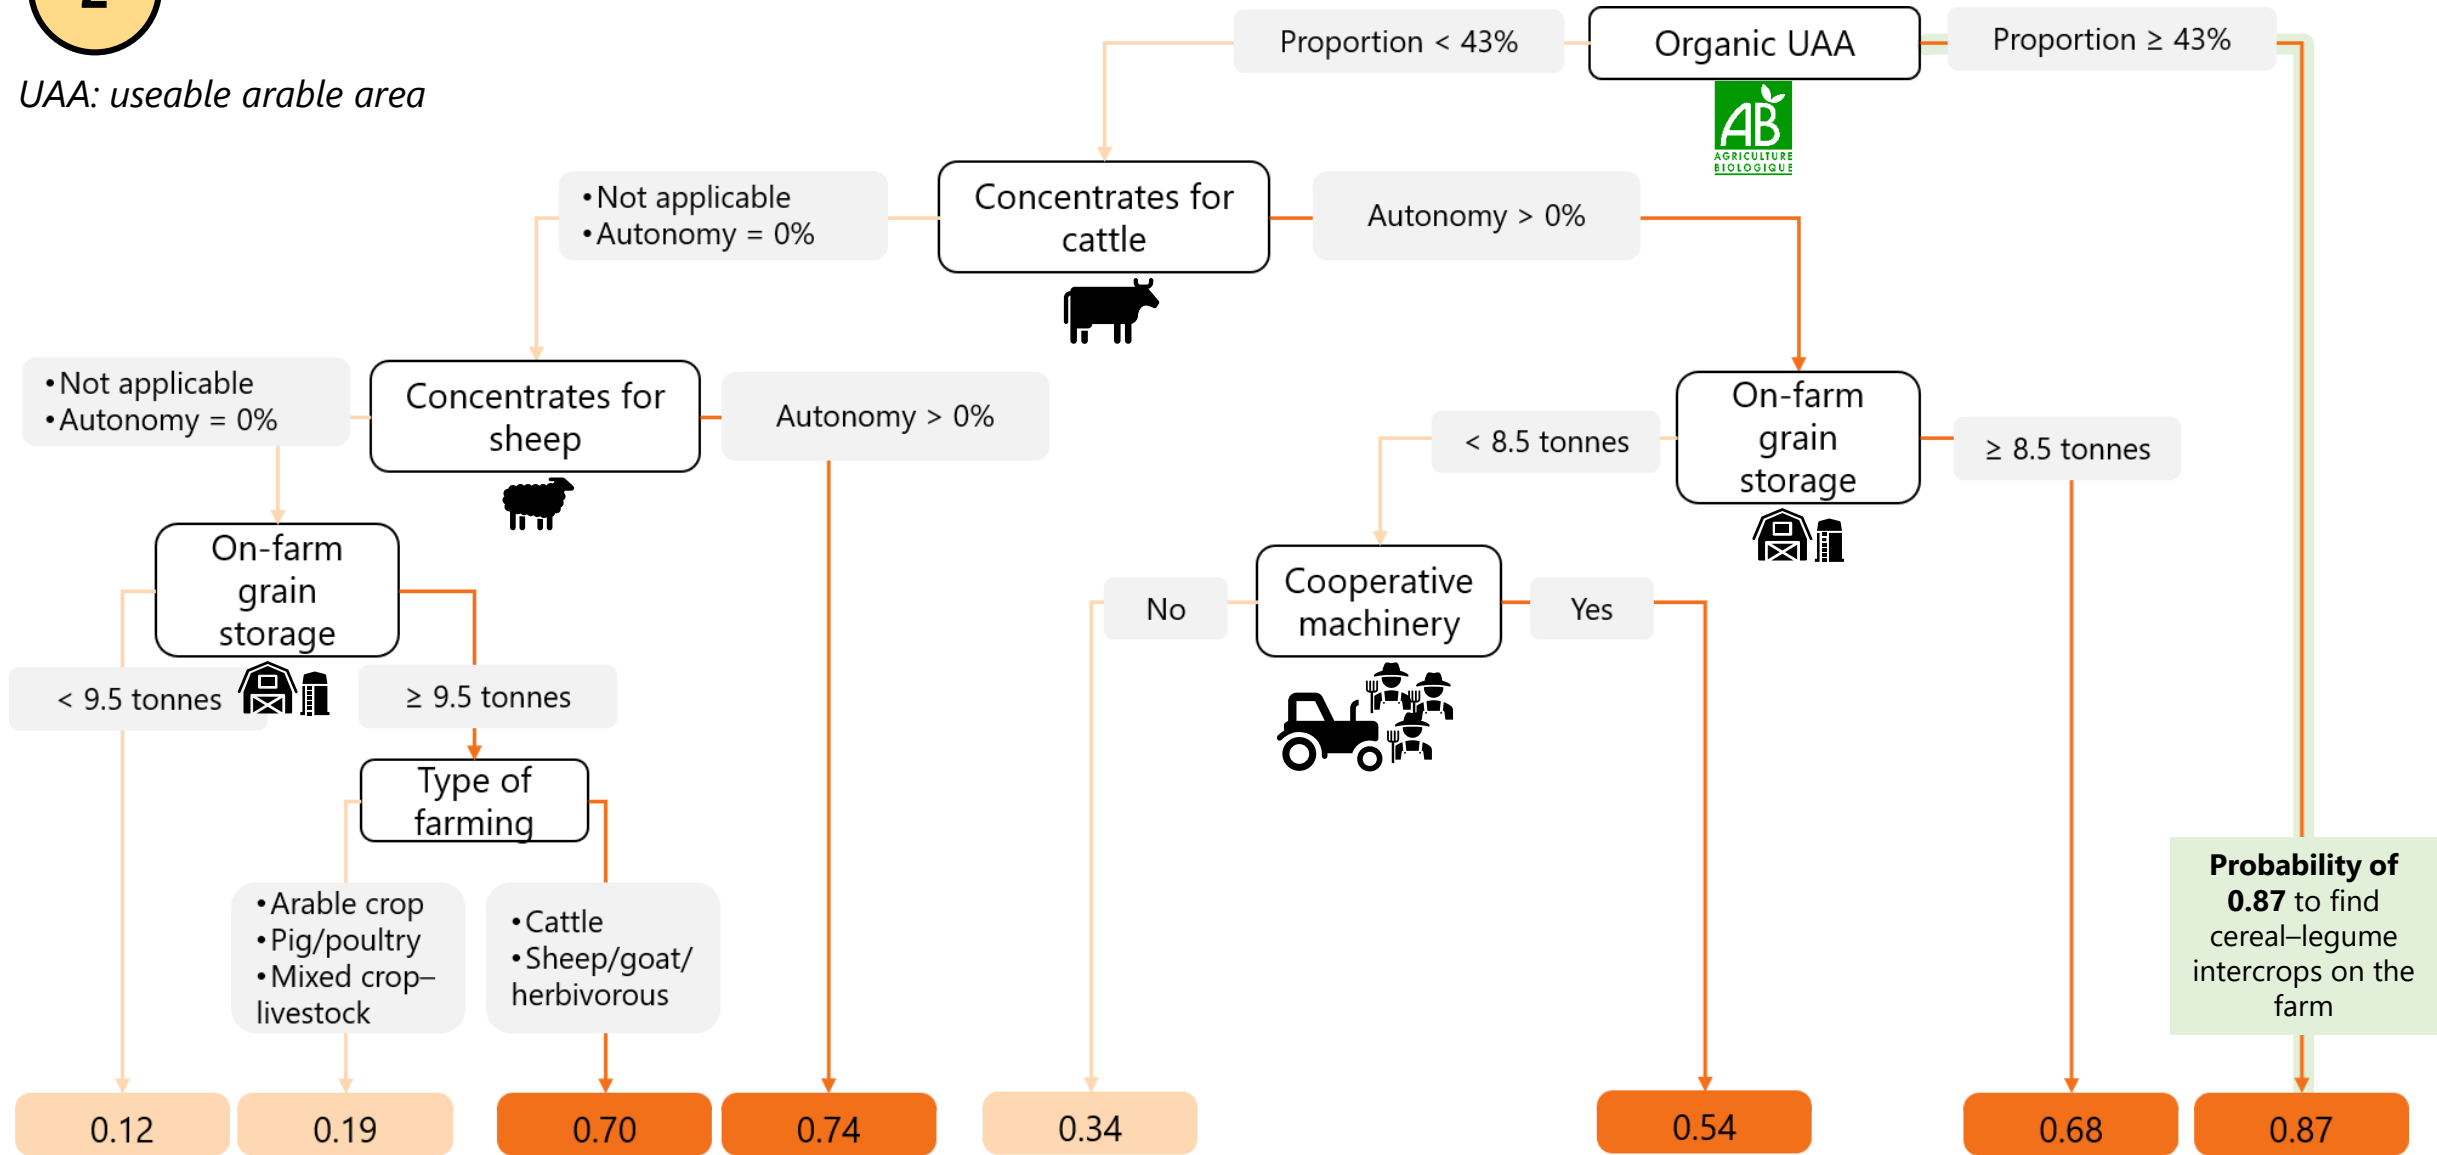 2
UAA: useable arable area
Proportion < 43%
Organic UAA
Proportion ≥ 43%
AB
AGRICULTURE
BIOLOGIQUE
•Not applicable
•Autonomy = 0%
Concentrates for
cattle
Autonomy > 0%
•Not applicable
•Autonomy = 0%
Concentrates for
sheep
Autonomy > 0%
< 8.5 tonnes
On-farm
grain
storage
≥ 8.5 tonnes
On-farm
grain
storage
No
Cooperative
machinery
Yes
< 9.5 tonnes
≥ 9.5 tonnes
Type of
farming
•Arable crop
•Pig/poultry
•Mixed crop–
livestock
•Cattle
•Sheep/goat/
herbivorous
Probability of
0.87 to find
cereal–legume
intercrops on the
farm
0.12
0.19
0.70
0.74
0.34
0.54
0.68
0.87